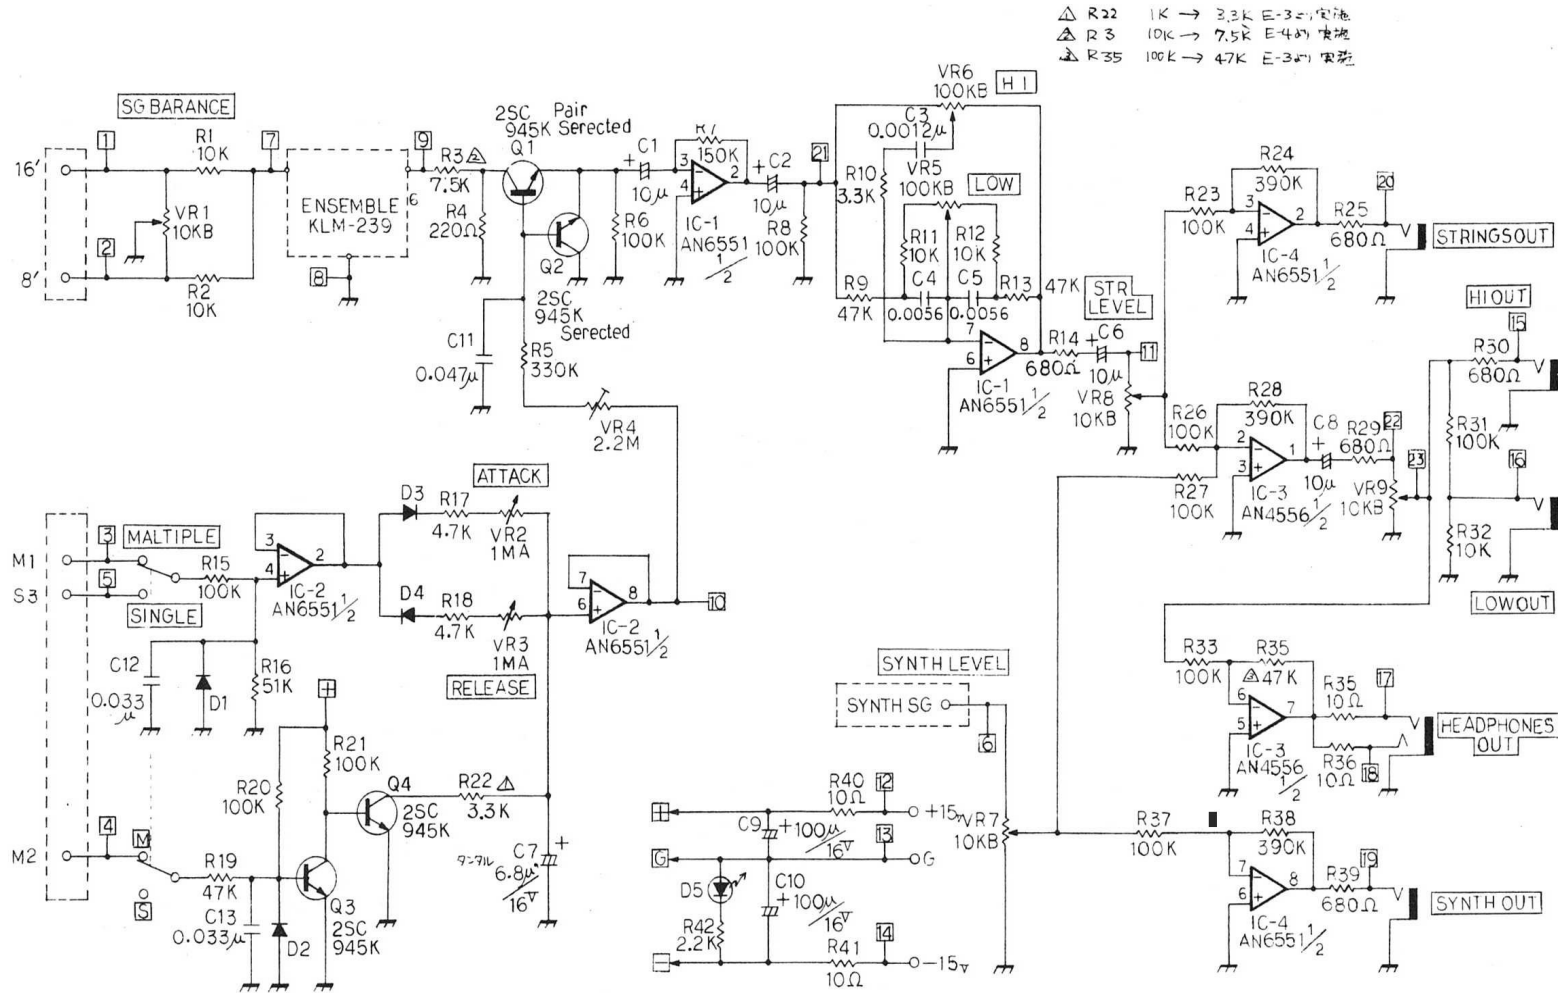 △1 R22 1K → 3.3K E-3より実施
△2 R3 10K → 7.5K E-4より実施
△3 R35 100K → 47K E-3より実施
SG BARANCE
16'
1
R1
10K
7
VR1
10KB
8'
2
R2
10K
ENSEMBLE
KLM-239
6
8
9
R3 △2
7.5K
R4
220Ω
2SC
945K
Pair
Serected
Q1
Q2
2SC
945K
Serected
C11
0.047μ
R5
330K
VR4
2.2M
R6
100K
C1
+
10μ
R7
150K
3
4
2
-
+
IC-1
AN6551
1/2
C2
+
10μ
R8
100K
21
VR6
100KB
HI
C3
0.0012μ
R10
3.3K
VR5
100KB
LOW
R11
10K
R12
10K
R9
47K
C4
0.0056
C5
0.0056
R13
47K
7
6
8
-
+
IC-1
AN6551 1/2
R14
680Ω
+
C6
10μ
STR
LEVEL
11
VR8
10KB
R23
100K
R24
390K
3
4
2
-
+
IC-4
AN6551 1/2
R25
680Ω
20
STRINGS OUT
R26
100K
R27
100K
R28
390K
2
3
1
-
+
IC-3
AN4556 1/2
C8
+
10μ
R29
680Ω
22
VR9
10KB
23
HI OUT
15
R30
680Ω
R31
100K
16
R32
10K
LOW OUT
M1
3
MALTIPLE
S3
5
SINGLE
R15
100K
3
4
2
-
+
IC-2
AN6551 1/2
C12
0.033
μ
D1
R16
51K
ATTACK
D3
R17
4.7K
VR2
1MA
D4
R18
4.7K
VR3
1MA
RELEASE
7
6
8
-
+
IC-2
AN6551 1/2
10
M2
4
M
S
R19
47K
C13
0.033μ
D2
+
R20
100K
R21
100K
Q3
2SC
945K
Q4
2SC
945K
R22 △1
3.3K
タンタル
C7
+
6.8μ
16V
SYNTH LEVEL
SYNTH SG
6
VR7
10KB
+
R40
10Ω
12
+15V
C9
+100μ
16V
G
13
G
D5
C10
+100μ
16V
R42
2.2K
−
R41
10Ω
14
−15V
R33
100K
R35
△3 47K
6
5
7
-
+
IC-3
AN4556
1/2
R35
10Ω
17
R36
10Ω
18
HEADPHONES
OUT
R37
100K
R38
390K
7
6
8
-
+
IC-4
AN6551 1/2
R39
680Ω
19
SYNTH OUT